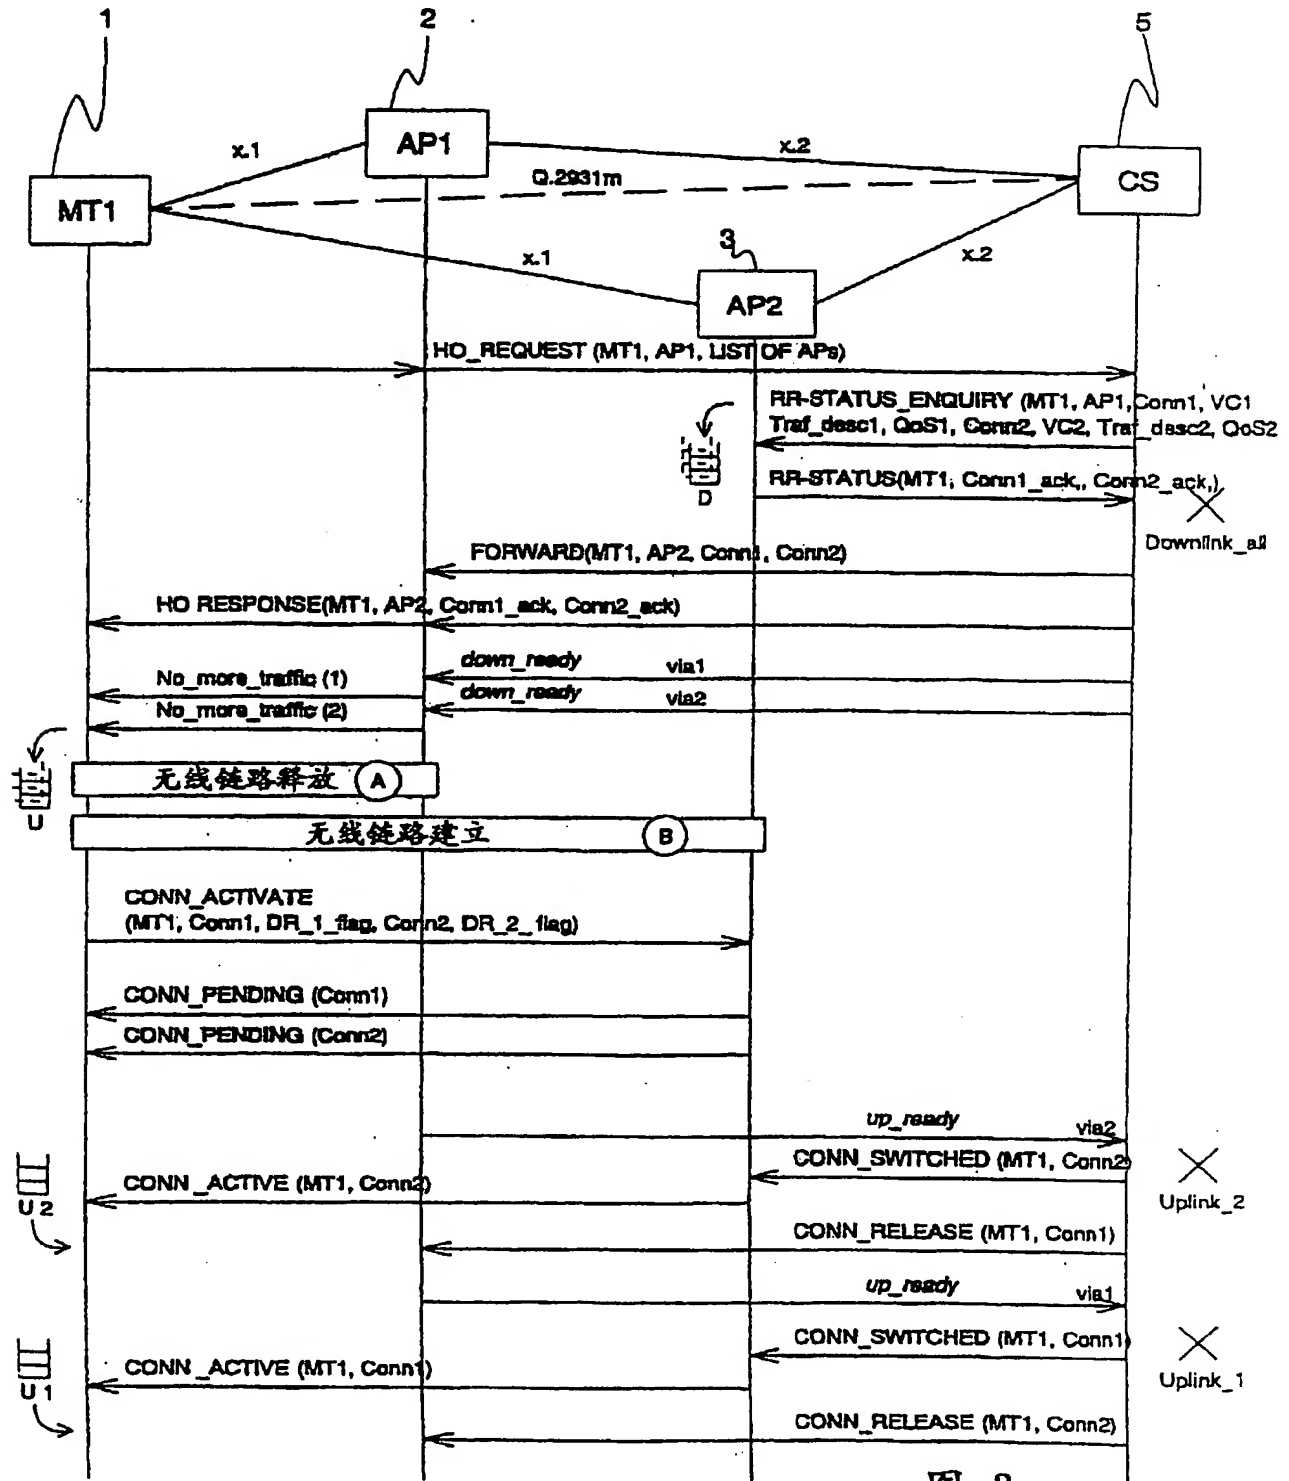 1
2
5
AP1
x.1
x.2
Q.2931m
CS
MT1
3
x.1
x.2
AP2
HO_REQUEST (MT1, AP1, LIST OF APs)
RR-STATUS_ENQUIRY (MT1, AP1,Conn1, VC1
Traf_desc1, QoS1, Conn2, VC2, Traf_desc2, QoS2
RR-STATUS(MT1, Conn1_ack,, Conn2_ack,)
D
Downlink_all
FORWARD(MT1, AP2, Conn1, Conn2)
HO RESPONSE(MT1, AP2, Conn1_ack, Conn2_ack)
down_ready via1
No_more_traffic (1)
down_ready via2
No_more_traffic (2)
无线链路释放 A
U
无线链路建立 B
CONN_ACTIVATE
(MT1, Conn1, DR_1_flag, Conn2, DR_2_flag)
CONN_PENDING (Conn1)
CONN_PENDING (Conn2)
up_ready via2
CONN_SWITCHED (MT1, Conn2)
CONN_ACTIVE (MT1, Conn2)
U 2
Uplink_2
CONN_RELEASE (MT1, Conn1)
up_ready via1
CONN_SWITCHED (MT1, Conn1)
CONN_ACTIVE (MT1, Conn1)
Uplink_1
U 1
CONN_RELEASE (MT1, Conn2)